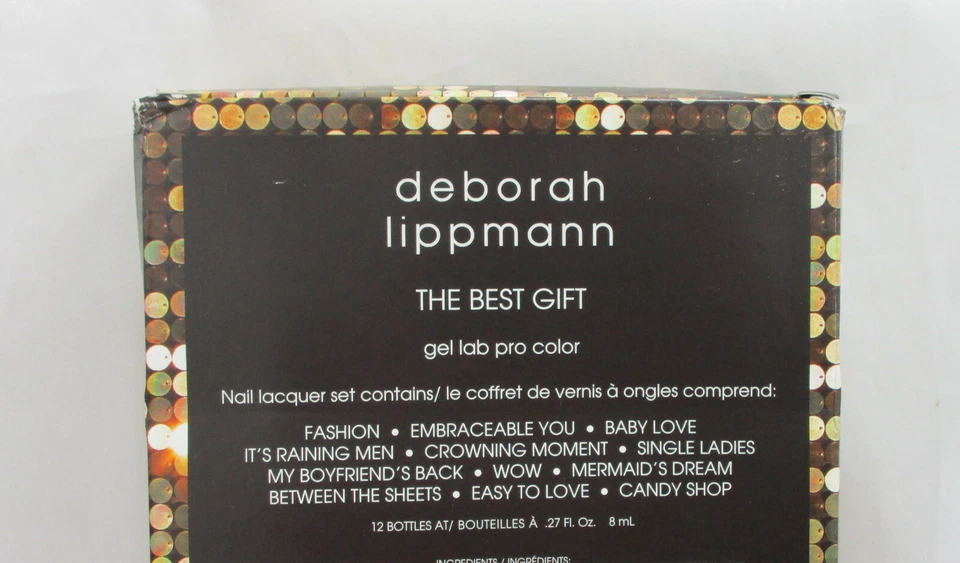 deborah
lippmann
THE BEST GIFT
gel lab pro color
Nail lacquer set contains/ le coffret de vernis à ongles comprend:
FASHION • EMBRACEABLE YOU • BABY LOVE
IT'S RAINING MEN • CROWNING MOMENT • SINGLE LADIES
MY BOYFRIEND'S BACK • WOW • MERMAID'S DREAM
BETWEEN THE SHEETS • EASY TO LOVE • CANDY SHOP
12 BOTTLES AT/ BOUTEILLES À .27 Fl. Oz. 8 mL
INGREDIENTS / INGRÉDIENTS: